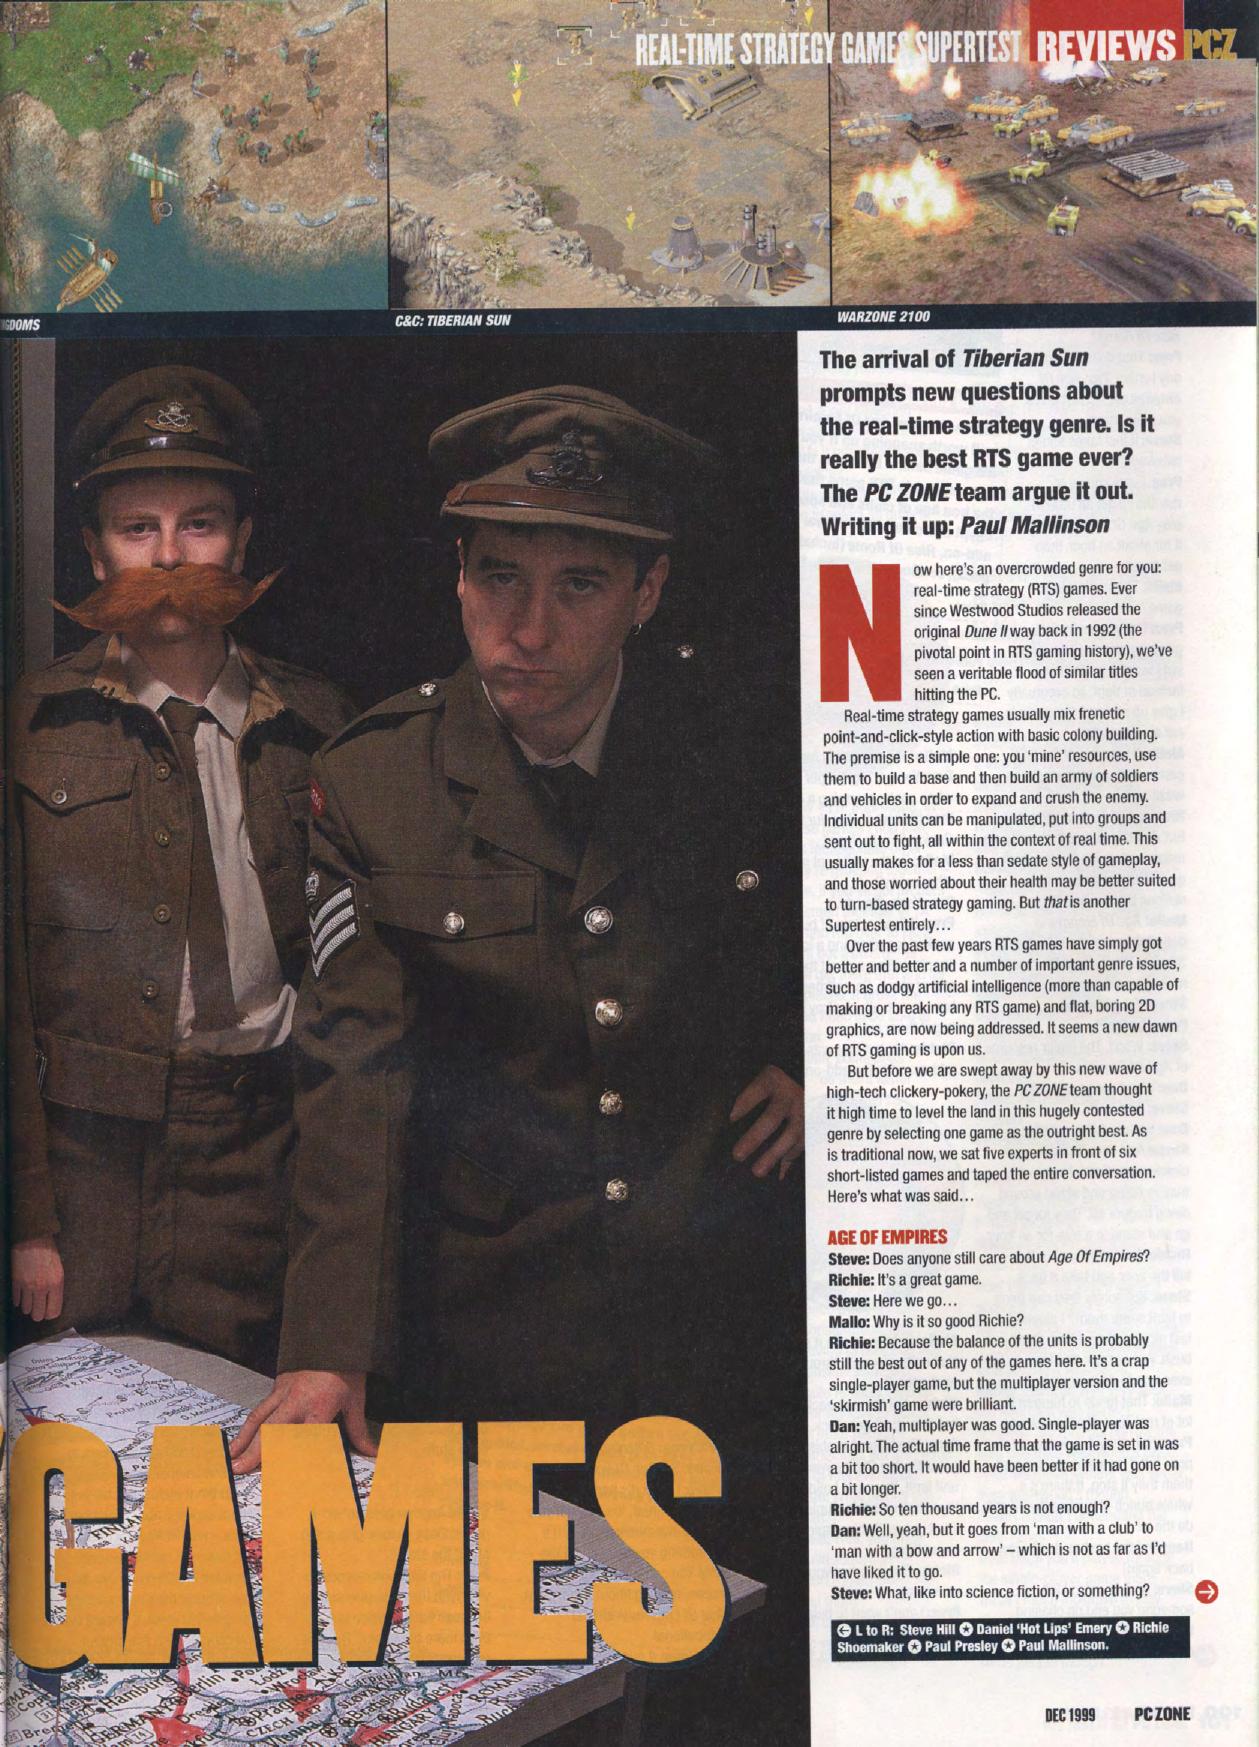 REAL-TIME STRATEGY GAMES SUPERTEST REVIEWS PCZ
NGDOMS
C&C: TIBERIAN SUN
WARZONE 2100
The arrival of Tiberian Sun
prompts new questions about
the real-time strategy genre. Is it
really the best RTS game ever?
The PC ZONE team argue it out.
Writing it up: Paul Mallinson
Now here's an overcrowded genre for you:
real-time strategy (RTS) games. Ever
since Westwood Studios released the
original Dune II way back in 1992 (the
pivotal point in RTS gaming history), we've
seen a veritable flood of similar titles
hitting the PC.
Real-time strategy games usually mix frenetic
point-and-click-style action with basic colony building.
The premise is a simple one: you 'mine' resources, use
them to build a base and then build an army of soldiers
and vehicles in order to expand and crush the enemy.
Individual units can be manipulated, put into groups and
sent out to fight, all within the context of real time. This
usually makes for a less than sedate style of gameplay,
and those worried about their health may be better suited
to turn-based strategy gaming. But that is another
Supertest entirely...
Over the past few years RTS games have simply got
better and better and a number of important genre issues,
such as dodgy artificial intelligence (more than capable of
making or breaking any RTS game) and flat, boring 2D
graphics, are now being addressed. It seems a new dawn
of RTS gaming is upon us.
But before we are swept away by this new wave of
high-tech clickery-pokery, the PC ZONE team thought
it high time to level the land in this hugely contested
genre by selecting one game as the outright best. As
is traditional now, we sat five experts in front of six
short-listed games and taped the entire conversation.
Here's what was said...
AGE OF EMPIRES
Steve: Does anyone still care about Age Of Empires?
Richie: It's a great game.
Steve: Here we go...
Mallo: Why is it so good Richie?
Richie: Because the balance of the units is probably
still the best out of any of the games here. It's a crap
single-player game, but the multiplayer version and the
'skirmish' game were brilliant.
Dan: Yeah, multiplayer was good. Single-player was
alright. The actual time frame that the game is set in was
a bit too short. It would have been better if it had gone on
a bit longer.
Richie: So ten thousand years is not enough?
Dan: Well, yeah, but it goes from 'man with a club' to
'man with a bow and arrow' – which is not as far as I'd
have liked it to go.
Steve: What, like into science fiction, or something?
L to R: Steve Hill ✪ Daniel 'Hot Lips' Emery ✪ Richie
Shoemaker ✪ Paul Presley ✪ Paul Mallinson.
GAMES
FINLAN
Hamburg
Berlin
GERMANY
CZECH REP
Vienna
HUNGARY
ROMANIA
DEC 1999 PC ZONE